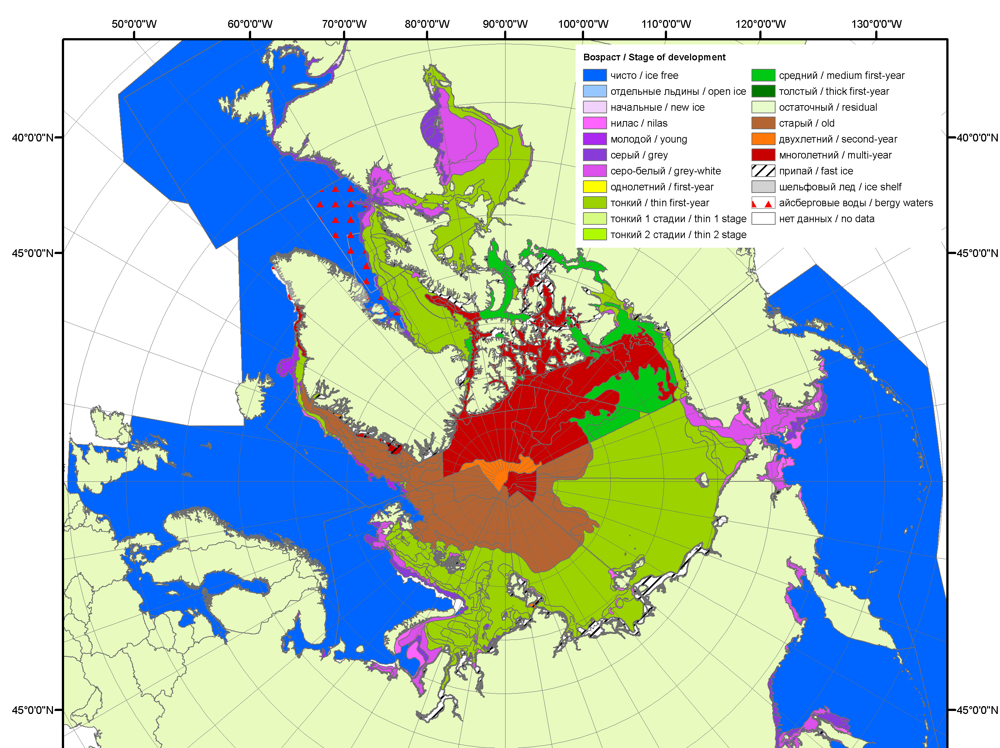 50°0'0"W 60°0'0"W 70°0'0"W 80°0'0"W 90°0'0"W 100°0'0"W 110°0'0"W 120°0'0"W 130°0'0"W
Возраст / Stage of development
чисто / ice free
отдельные льдины / open ice
начальные / new ice
нилас / nilas
молодой / young
серый / grey
серо-белый / grey-white
однолетний / first-year
тонкий / thin first-year
тонкий 1 стадии / thin 1 stage
тонкий 2 стадии / thin 2 stage
средний / medium first-year
толстый / thick first-year
остаточный / residual
старый / old
двухлетний / second-year
многолетний / multi-year
припай / fast ice
шельфовый лед / ice shelf
айсберговые воды / bergy waters
нет данных / no data
40°0'0"N 40°0'0"N
45°0'0"N 45°0'0"N
45°0'0"N 45°0'0"N